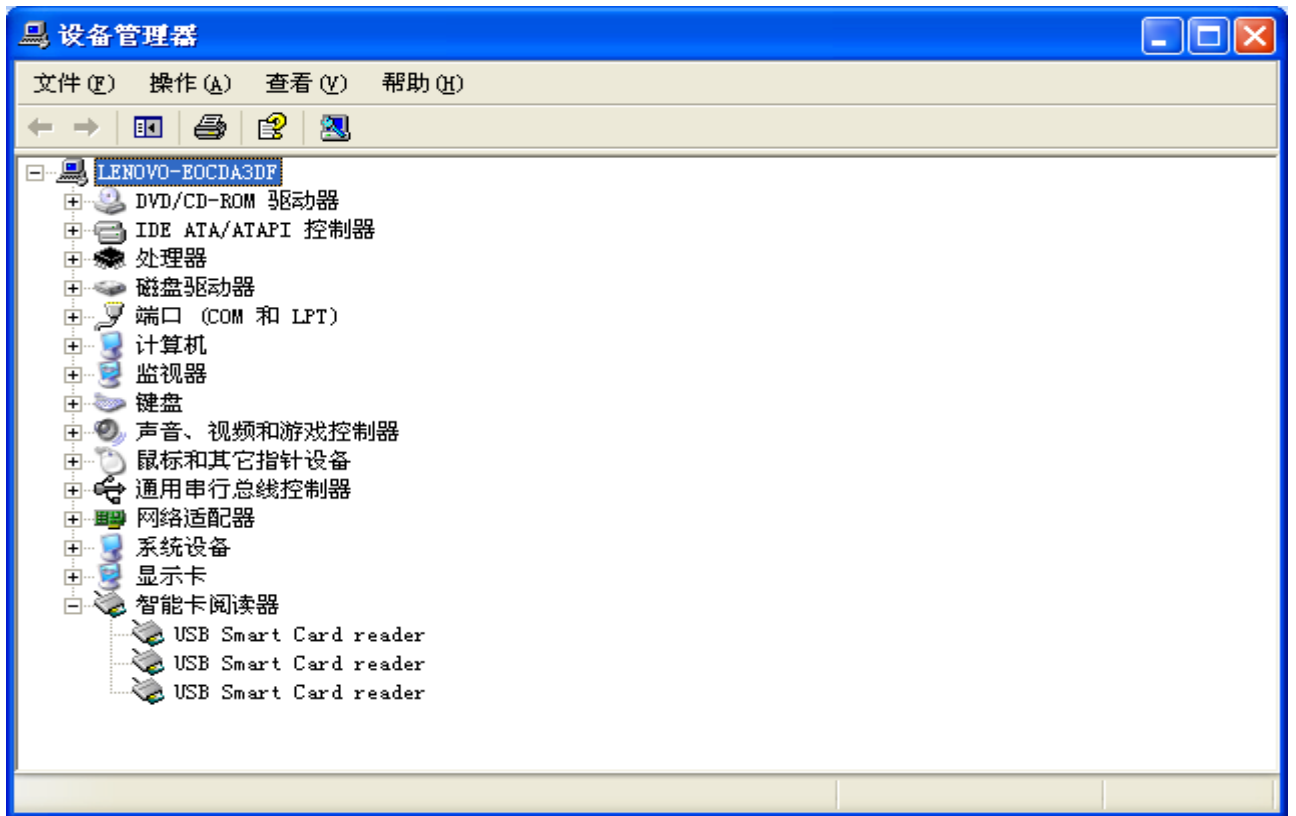 设备管理器
文件(F) 操作(A) 查看(V) 帮助(H)
LENOVO-EOCDA3DF
DVD/CD-ROM 驱动器
IDE ATA/ATAPI 控制器
处理器
磁盘驱动器
端口 (COM 和 LPT)
计算机
监视器
键盘
声音、视频和游戏控制器
鼠标和其它指针设备
通用串行总线控制器
网络适配器
系统设备
显示卡
智能卡阅读器
USB Smart Card reader
USB Smart Card reader
USB Smart Card reader